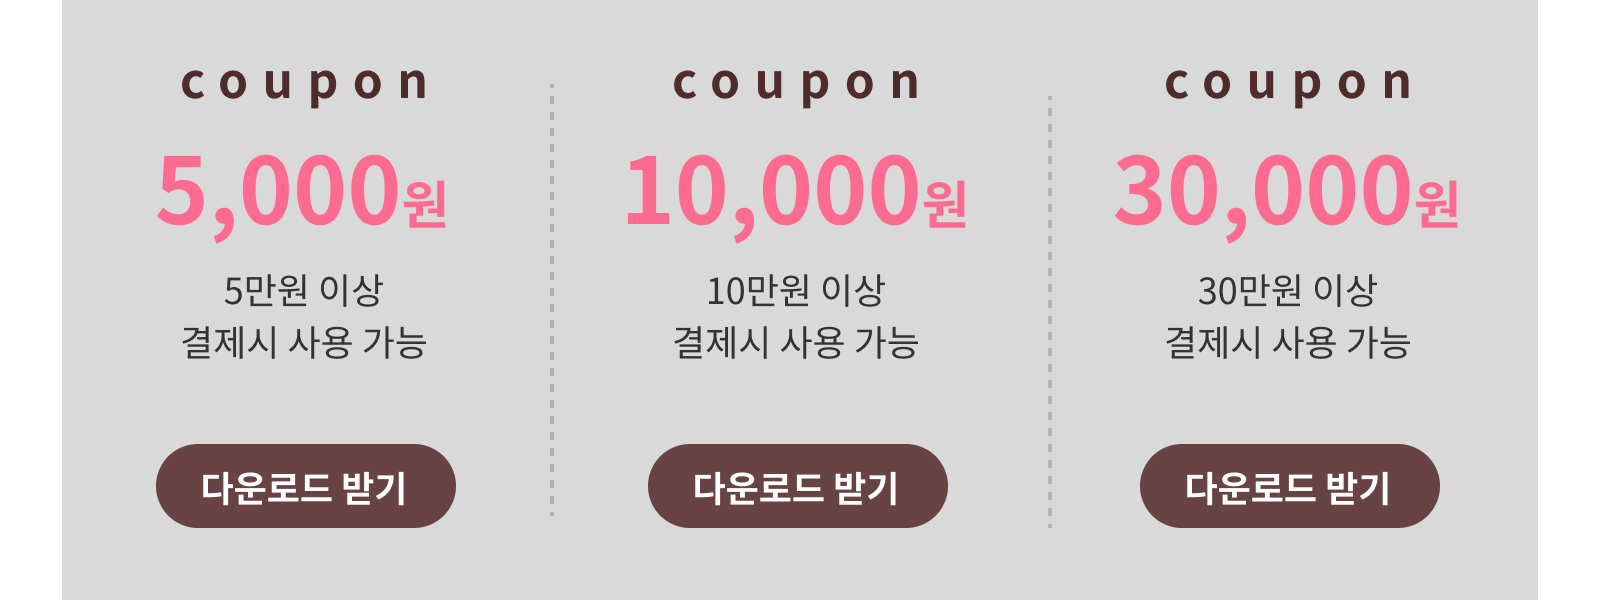 coupon
5,000원
5만원 이상
결제시 사용 가능
다운로드 받기
coupon
10,000원
10만원 이상
결제시 사용 가능
다운로드 받기
coupon
30,000원
30만원 이상
결제시 사용 가능
다운로드 받기